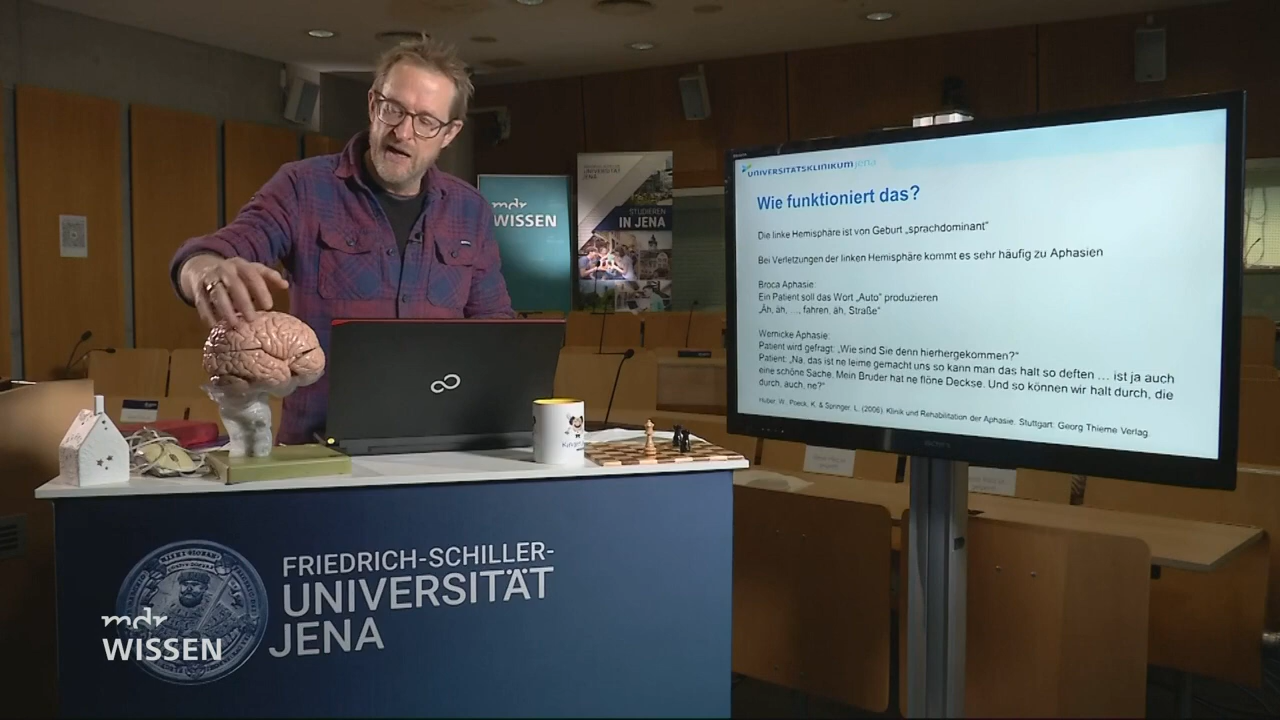 UNIVERSITÄTSKLINIKUM jena
Wie funktioniert das?
Die linke Hemisphäre ist von Geburt „sprachdominant“
Bei Verletzungen der linken Hemisphäre kommt es sehr häufig zu Aphasien
Broca Aphasie:
Ein Patient soll das Wort „Auto“ produzieren
„Äh, äh, …, fahren, äh, Straße“
Wernicke Aphasie:
Patient wird gefragt: „Wie sind Sie denn hierhergekommen?“
Patient: „Na, das ist ne leime gemacht uns so kann man das halt so deften … ist ja auch
eine schöne Sache. Mein Bruder hat ne flöne Deckse. Und so können wir halt durch, die
durch, auch, ne?“
Huber, W., Poeck, K. & Springer, L. (2006). Klinik und Rehabilitation der Aphasie. Stuttgart: Georg Thieme Verlag.
mdr
WISSEN
UNIVERSITÄT
JENA
STUDIEREN
IN JENA
FRIEDRICH-SCHILLER-
UNIVERSITÄT
JENA
mdr
WISSEN